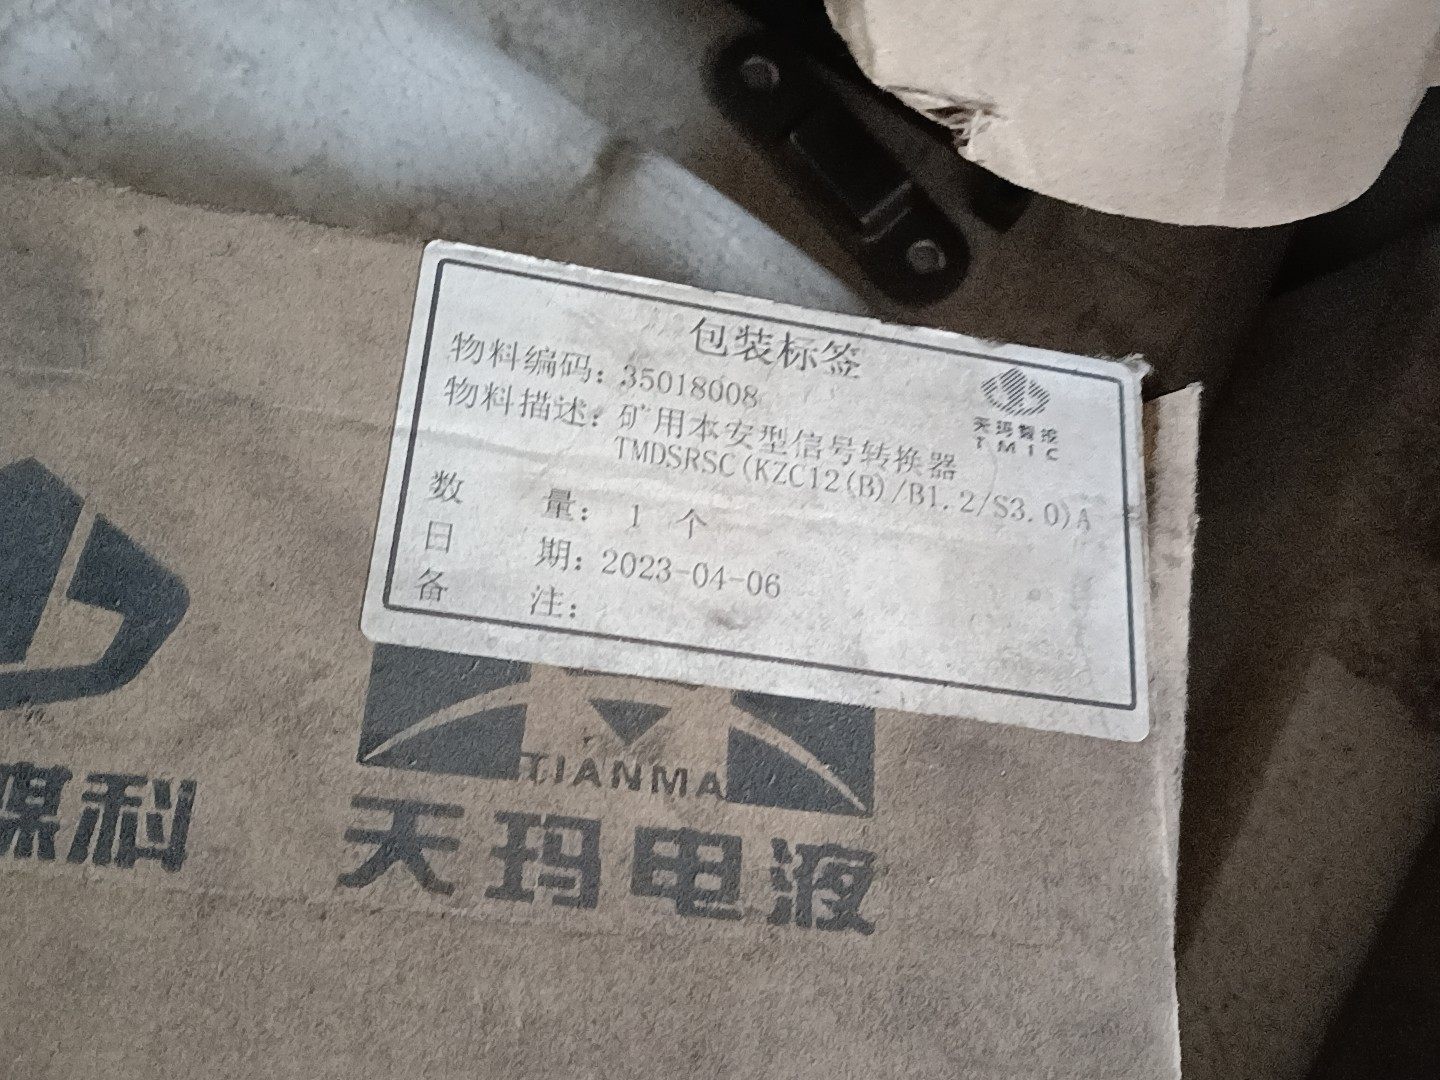 包装标签
物料编码：35018008
物料描述：矿用本安型信号转换器
TMDSRSC(KZC12(B)/B1.2/S3.0)A
天玛智控
TMIC
数 量：1 个
日 期：2023-04-06
备 注：
TIANMA
煤科 天玛电液